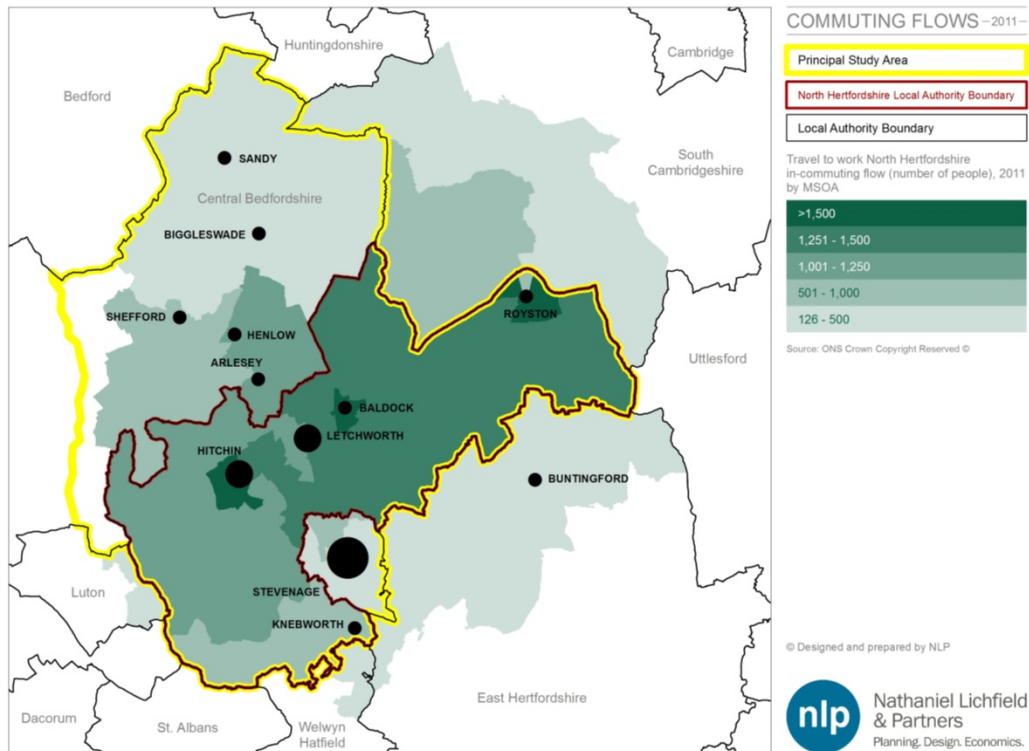 Huntingdonshire
Cambridge
Bedford
SANDY
South
Cambridgeshire
Central Bedfordshire
BIGGLESWADE
SHEFFORD
HENLOW
ROYSTON
ARLESEY
Uttlesford
BALDOCK
LETCHWORTH
HITCHIN
BUNTINGFORD
Luton
STEVENAGE
KNEBWORTH
East Hertfordshire
Dacorum
St. Albans
Welwyn
Hatfield
COMMUTING FLOWS – 2011 –
Principal Study Area
North Hertfordshire Local Authority Boundary
Local Authority Boundary
Travel to work North Hertfordshire
in-commuting flow (number of people), 2011
by MSOA
>1,500
1,251 - 1,500
1,001 - 1,250
501 - 1,000
126 - 500
Source: ONS Crown Copyright Reserved ©
© Designed and prepared by NLP
nlp
Nathaniel Lichfield
& Partners
Planning. Design. Economics.